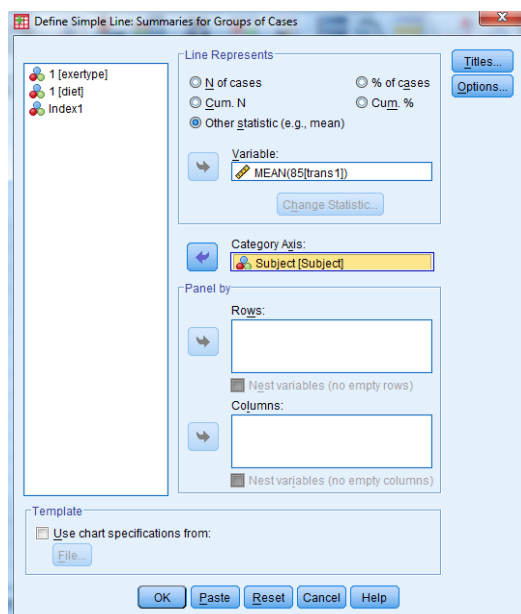 Define Simple Line: Summaries for Groups of Cases
1 [exertype]
1 [diet]
Index1
Line Represents
N of cases
% of cases
Cum. N
Cum. %
Other statistic (e.g., mean)
Variable:
MEAN(85[trans1])
Change Statistic...
Category Axis:
Subject [Subject]
Panel by
Rows:
Nest variables (no empty rows)
Columns:
Nest variables (no empty columns)
Titles...
Options...
Template
Use chart specifications from:
File...
OK
Paste
Reset
Cancel
Help